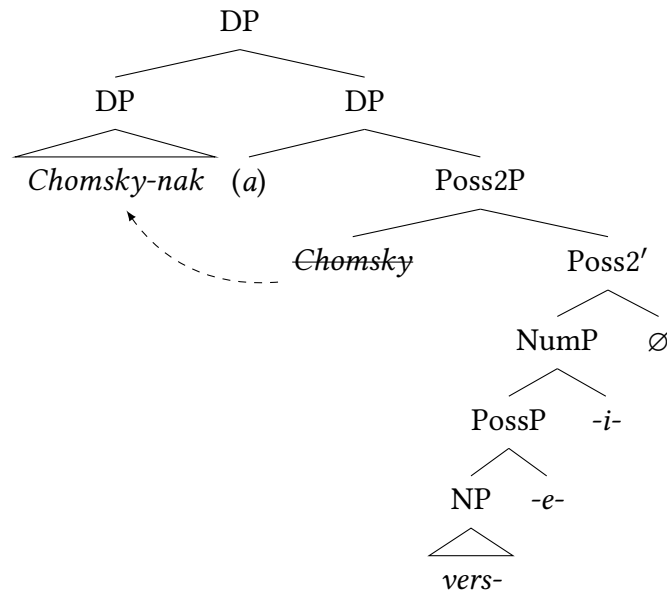 DP
DP DP
Chomsky-nak (a) Poss2P
Chomsky Poss2′
NumP ∅
PossP -i-
NP -e-
vers-